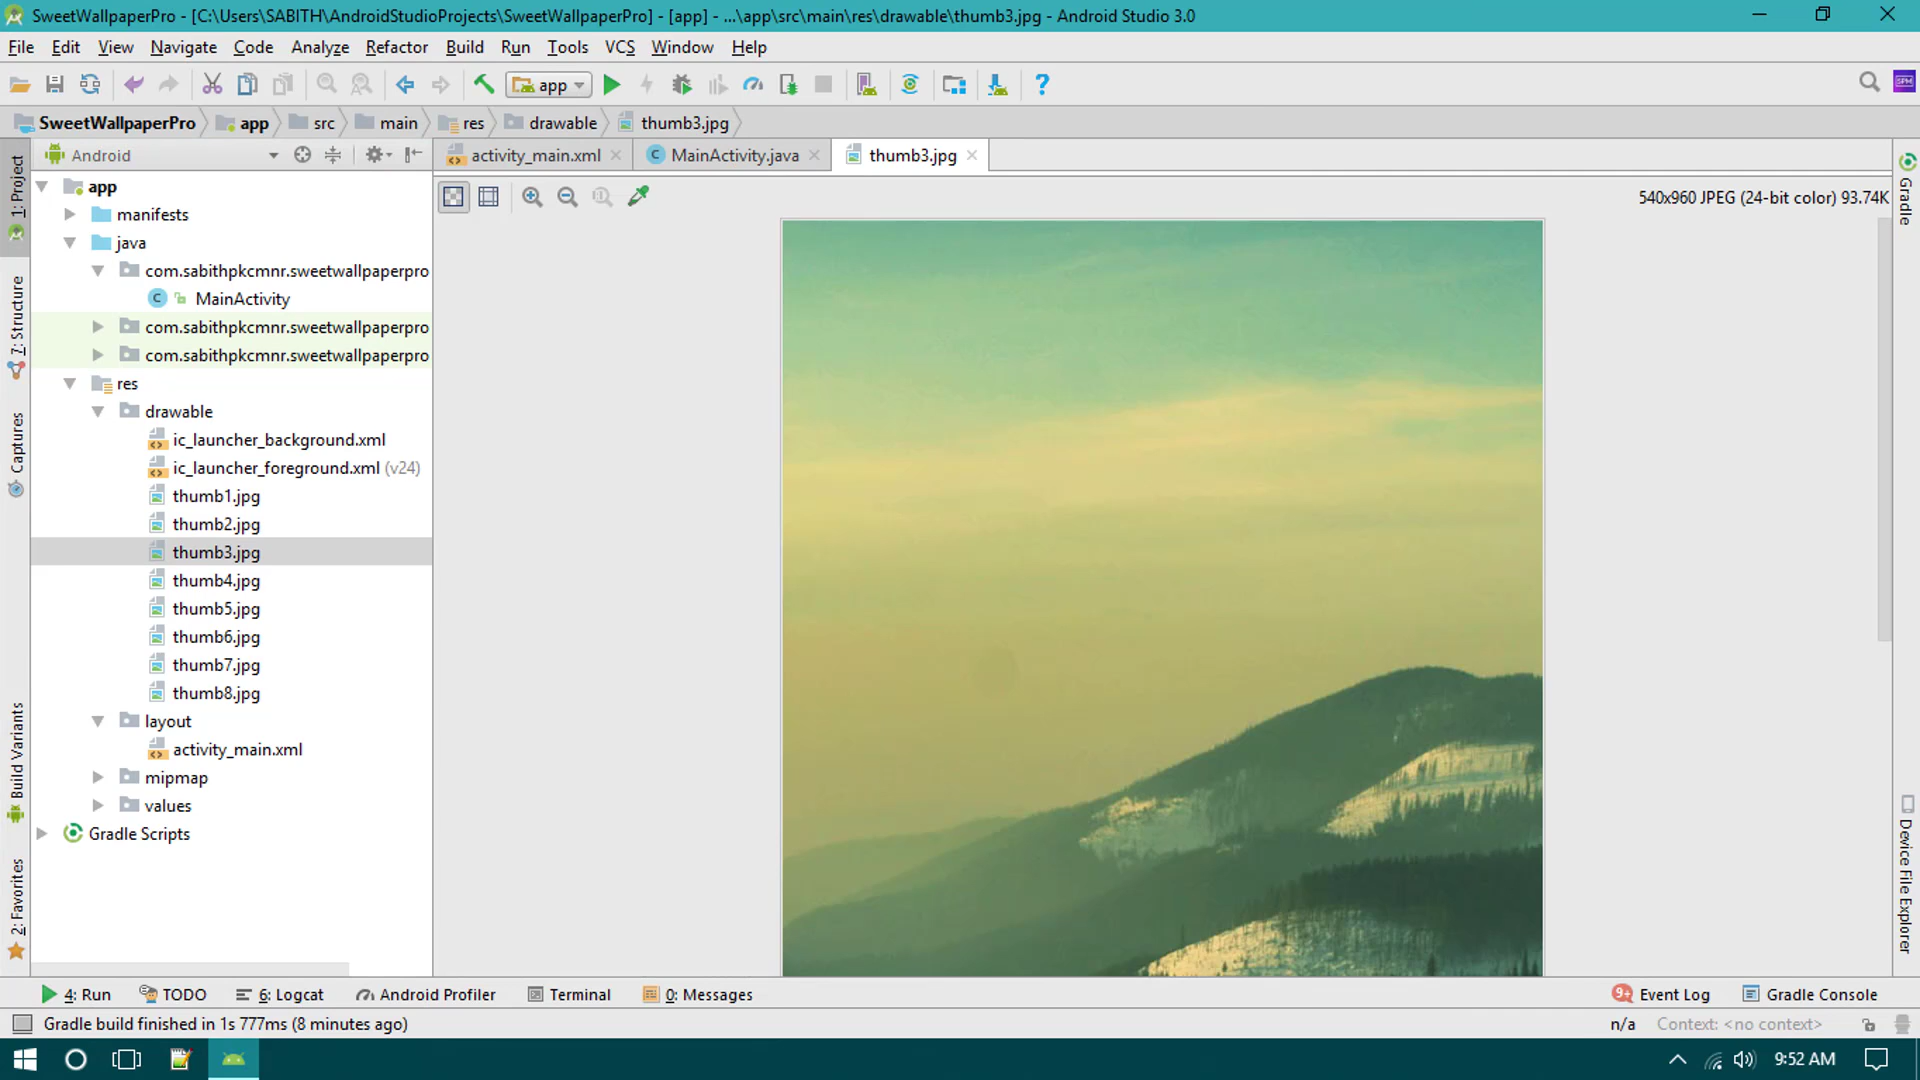 SweetWallpaperPro - [C:\Users\SABITH\AndroidStudioProjects\SweetWallpaperPro] - [app] - ...\app\src\main\res\drawable\thumb3.jpg - Android Studio 3.0
File Edit View Navigate Code Analyze Refactor Build Run Tools VCS Window Help
app
SweetWallpaperPro app src main res drawable thumb3.jpg
Android
activity_main.xml MainActivity.java thumb3.jpg
540x960 JPEG (24-bit color) 93.74K
app
manifests
java
com.sabithpkcmnr.sweetwallpaperpro
MainActivity
com.sabithpkcmnr.sweetwallpaperpro
com.sabithpkcmnr.sweetwallpaperpro
res
drawable
ic_launcher_background.xml
ic_launcher_foreground.xml (v24)
thumb1.jpg
thumb2.jpg
thumb3.jpg
thumb4.jpg
thumb5.jpg
thumb6.jpg
thumb7.jpg
thumb8.jpg
layout
activity_main.xml
mipmap
values
Gradle Scripts
1: Project
7: Structure
Captures
Build Variants
2: Favorites
Gradle
Device File Explorer
4: Run TODO 6: Logcat Android Profiler Terminal 0: Messages 9+ Event Log Gradle Console
Gradle build finished in 1s 777ms (8 minutes ago) n/a Context: <no context>
9:52 AM